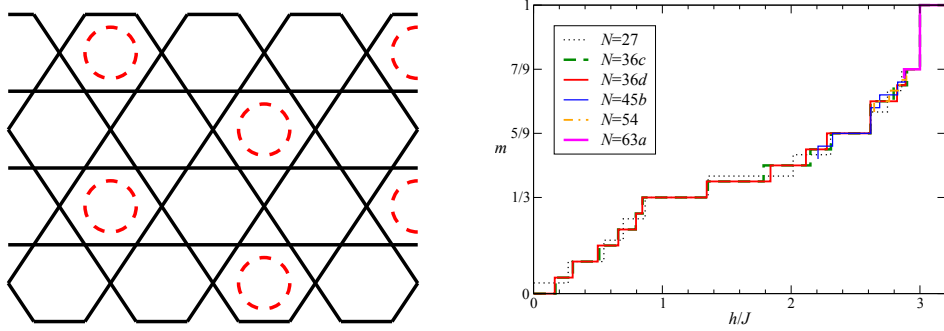 1
7/9
5/9
m
1/3
0
N=27
N=36c
N=36d
N=45b
N=54
N=63a
0 1 2 3
h/J